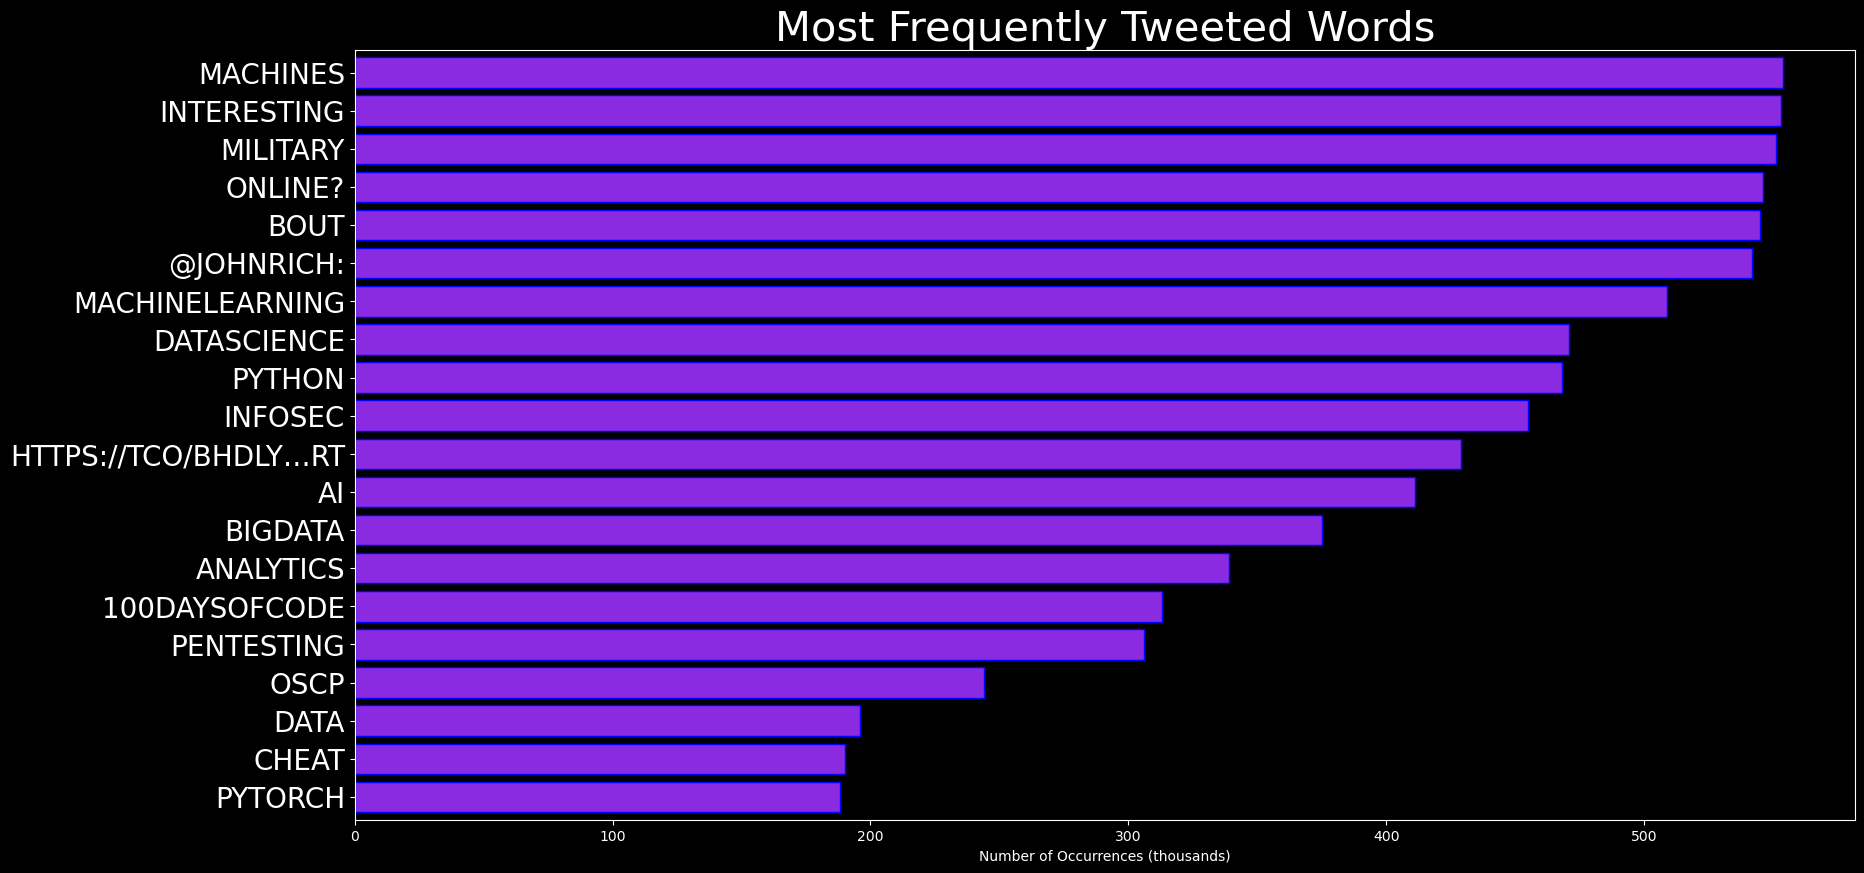 Most Frequently Tweeted Words
MACHINES
INTERESTING
MILITARY
ONLINE?
BOUT
@JOHNRICH:
MACHINELEARNING
DATASCIENCE
PYTHON
INFOSEC
HTTPS://TCO/BHDLY…RT
AI
BIGDATA
ANALYTICS
100DAYSOFCODE
PENTESTING
OSCP
DATA
CHEAT
PYTORCH
0 100 200 300 400 500
Number of Occurrences (thousands)